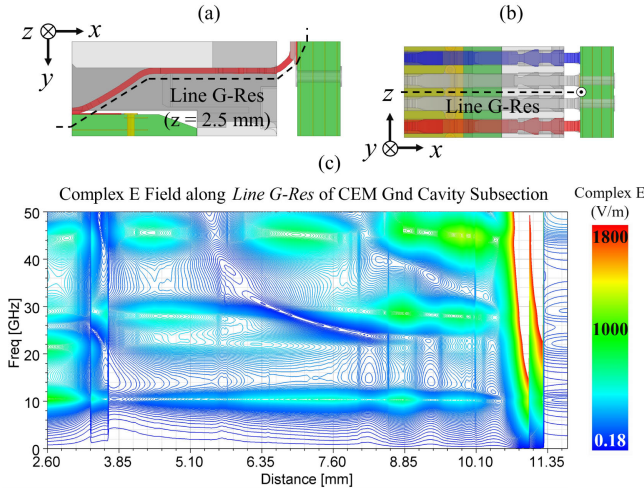 (a)
(b)
z
x
y
Line G-Res
(z = 2.5 mm)
z
Line G-Res
y
x
(c)
Complex E Field along Line G-Res of CEM Gnd Cavity Subsection
Complex E
(V/m)
1800
1000
0.18
Freq [GHz]
50
40
30
20
10
0
2.60 3.85 5.10 6.35 7.60 8.85 10.10 11.35
Distance [mm]